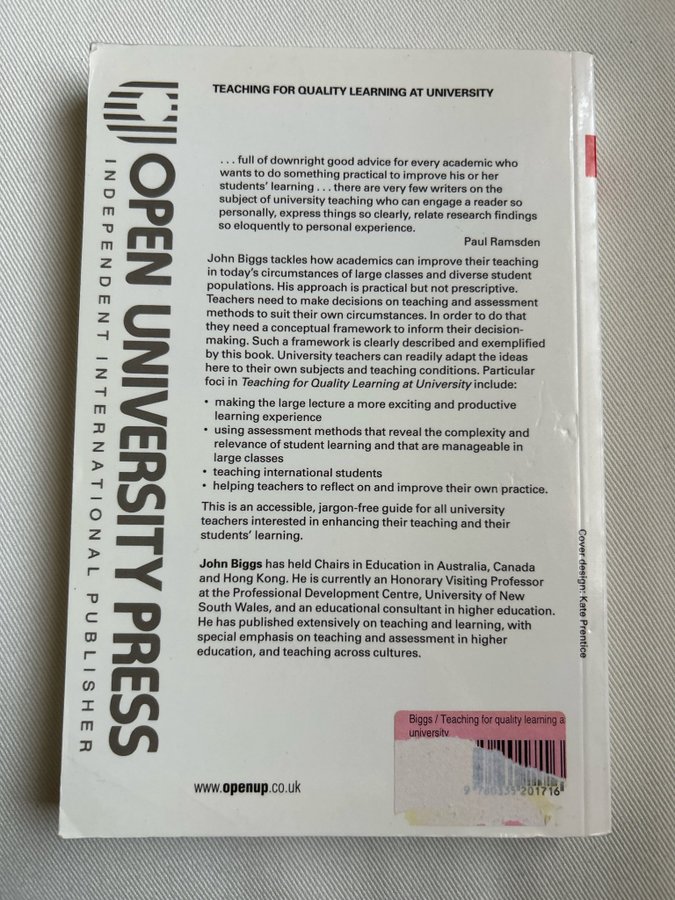 TEACHING FOR QUALITY LEARNING AT UNIVERSITY
. . . full of downright good advice for every academic who
wants to do something practical to improve his or her
students' learning . . . there are very few writers on the
subject of university teaching who can engage a reader so
personally, express things so clearly, relate research findings
so eloquently to personal experience.
Paul Ramsden
John Biggs tackles how academics can improve their teaching
in today's circumstances of large classes and diverse student
populations. His approach is practical but not prescriptive.
Teachers need to make decisions on teaching and assessment
methods to suit their own circumstances. In order to do that
they need a conceptual framework to inform their decision-
making. Such a framework is clearly described and exemplified
by this book. University teachers can readily adapt the ideas
here to their own subjects and teaching conditions. Particular
foci in Teaching for Quality Learning at University include:
• making the large lecture a more exciting and productive
learning experience
• using assessment methods that reveal the complexity and
relevance of student learning and that are manageable in
large classes
• teaching international students
• helping teachers to reflect on and improve their own practice.
This is an accessible, jargon-free guide for all university
teachers interested in enhancing their teaching and their
students' learning.
John Biggs has held Chairs in Education in Australia, Canada
and Hong Kong. He is currently an Honorary Visiting Professor
at the Professional Development Centre, University of New
South Wales, and an educational consultant in higher education.
He has published extensively on teaching and learning, with
special emphasis on teaching and assessment in higher
education, and teaching across cultures.
www.openup.co.uk
OPEN UNIVERSITY PRESS
INDEPENDENT INTERNATIONAL PUBLISHER
Cover design: Kate Prentice
Biggs / Teaching for quality learning a
university
9 780335 201716